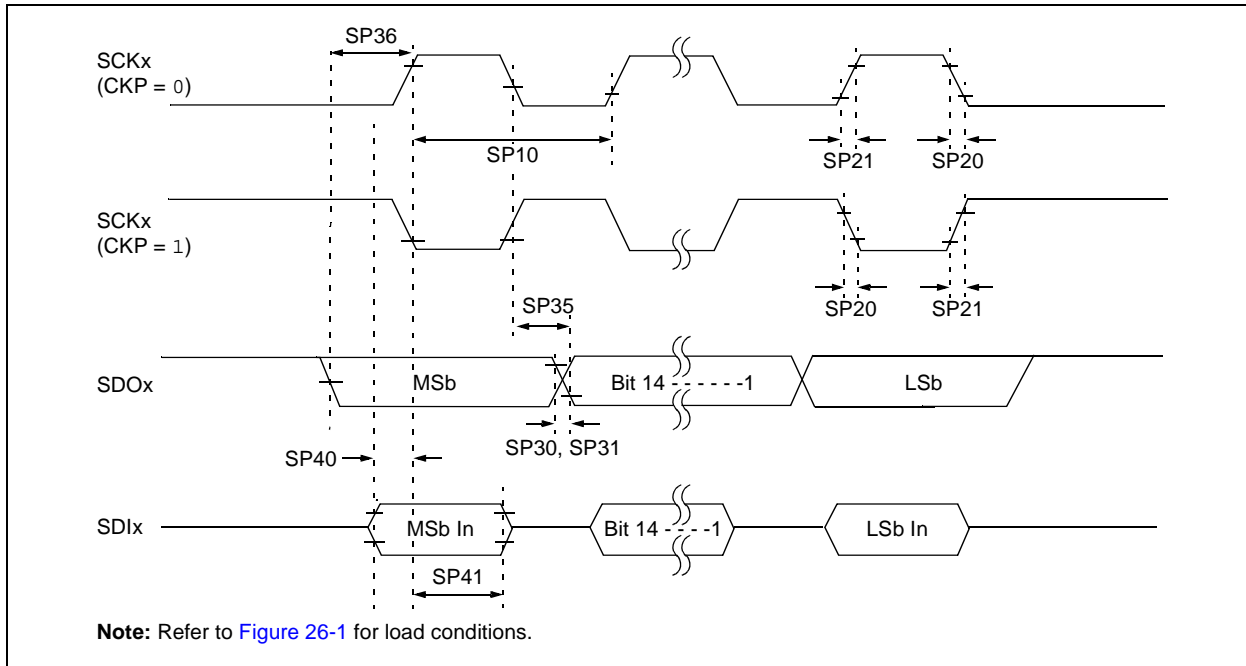 SP36
SCKx
(CKP = 0)
SP10
SP21
SP20
SCKx
(CKP = 1)
SP35
SP20
SP21
SDOx
MSb
Bit 14 - - - - - -1
LSb
SP30, SP31
SP40
SDIx
MSb In
Bit 14 - - - -1
LSb In
SP41
Note: Refer to Figure 26-1 for load conditions.